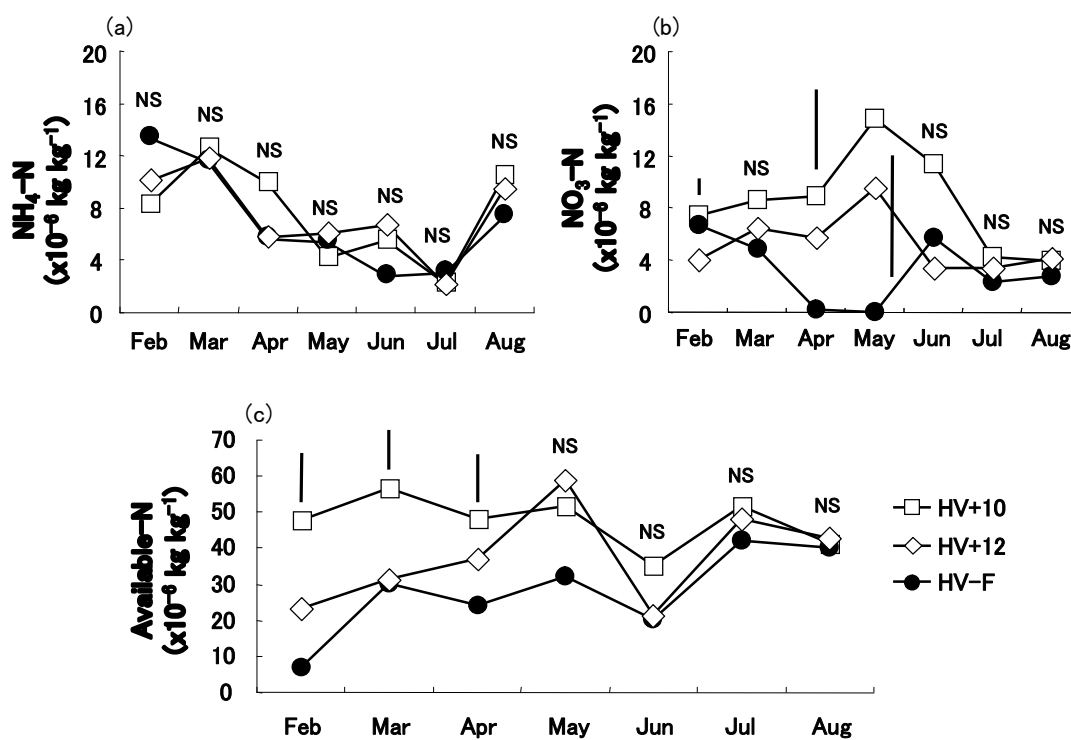 (a)
NH₄-N
(x10⁻⁶ kg kg⁻¹)
20
16
12
8
4
0
NS
NS
NS
NS
NS
NS
NS
Feb Mar Apr May Jun Jul Aug
(b)
NO₃-N
(x10⁻⁶ kg kg⁻¹)
20
16
12
8
4
0
NS
NS
NS
NS
Feb Mar Apr May Jun Jul Aug
(c)
Available-N
(x10⁻⁶ kg kg⁻¹)
70
60
50
40
30
20
10
0
NS
NS
NS
NS
Feb Mar Apr May Jun Jul Aug
HV+10
HV+12
HV-F